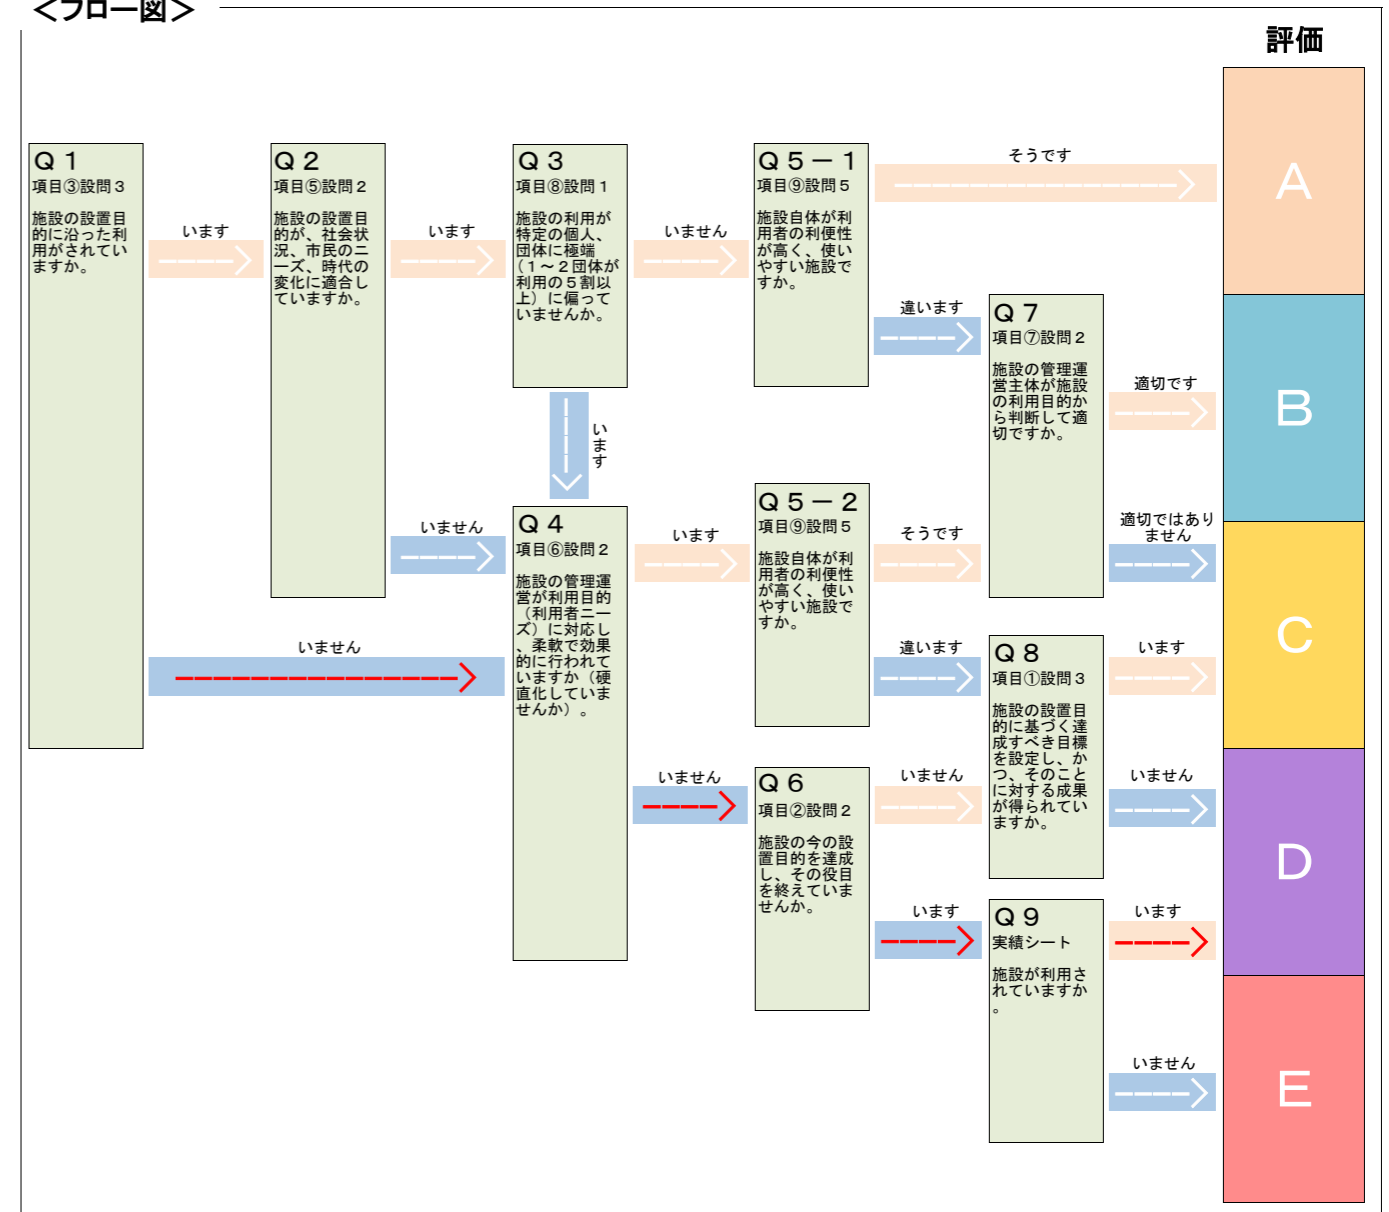 ＜フロー図＞
評価
Ｑ１
項目③設問３
施設の設置目
的に沿った利
用がされてい
ますか。
います
いません
Ｑ２
項目⑤設問２
施設の設置目
的が、社会状
況、市民のニ
ーズ、時代の
変化に適合し
ていますか。
います
いません
Ｑ３
項目⑧設問１
施設の利用が
特定の個人、
団体に極端
（１～２団体が
利用の５割以
上）に偏って
いませんか。
いません
います
Ｑ４
項目⑥設問２
施設の管理運
営が利用目的
（利用者ニー
ズ）に対応し
、柔軟で効果
的に行われて
いますか（硬
直化していま
せんか）。
います
いません
Ｑ５－１
項目⑨設問５
施設自体が利
用者の利便性
が高く、使い
やすい施設で
すか。
そうです
違います
Ｑ５－２
項目⑨設問５
施設自体が利
用者の利便性
が高く、使い
やすい施設で
すか。
そうです
違います
Ｑ６
項目②設問２
施設の今の設
置目的を達成
し、その役目
を終えていま
せんか。
いません
います
Ｑ７
項目⑦設問２
施設の管理運
営主体が施設
の利用目的か
ら判断して適
切ですか。
適切です
適切ではあり
ません
Ｑ８
項目①設問３
施設の設置目
的に基づく達
成すべき目標
を設定し、か
つ、そのこと
に対する成果
が得られてい
ますか。
います
いません
Ｑ９
実績シート
施設が利用さ
れていますか
。
います
いません
Ａ
Ｂ
Ｃ
Ｄ
Ｅ